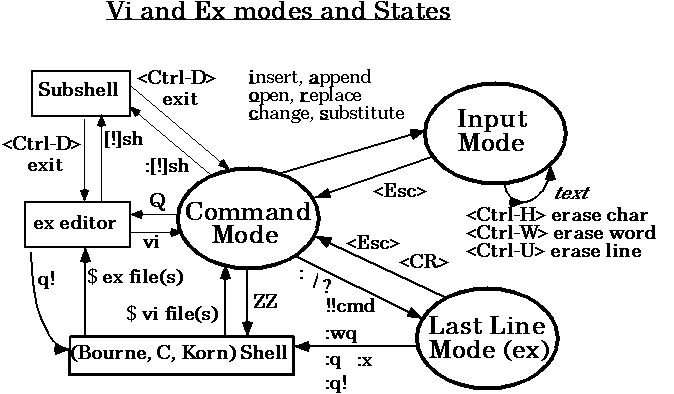 Vi and Ex modes and States
Subshell
<Ctrl-D>
exit
insert, append
open, replace
change, substitute
Input
Mode
<Ctrl-D>
exit
[!]sh
:[!]sh
<Esc>
text
<Ctrl-H> erase char
<Ctrl-W> erase word
<Ctrl-U> erase line
Q
ex editor
vi
Command
Mode
<Esc>
<CR>
q!
$ ex file(s)
$ vi file(s)
ZZ
: / ?
!!cmd
:wq
:q :x
:q!
Last Line
Mode (ex)
(Bourne, C, Korn) Shell